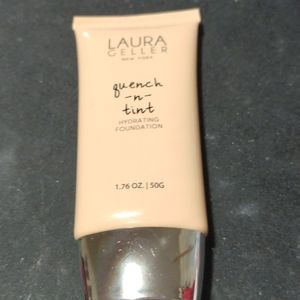 LAURA
GELLER
NEW YORK
quench
-n-
tint
HYDRATING
FOUNDATION
1.76 OZ. | 50G